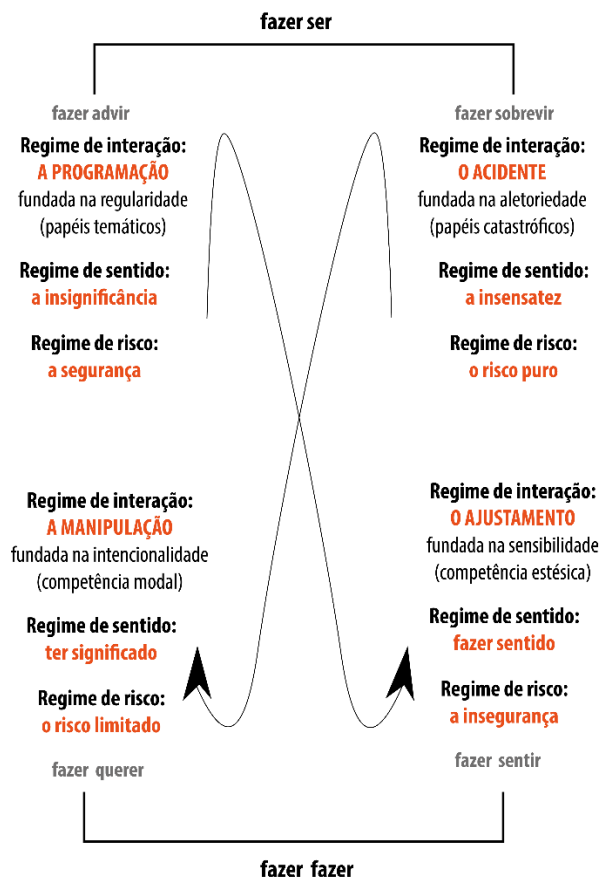 fazer ser
fazer advir
Regime de interação:
A PROGRAMAÇÃO
fundada na regularidade
(papéis temáticos)
Regime de sentido:
a insignificância
Regime de risco:
a segurança
fazer sobrevir
Regime de interação:
O ACIDENTE
fundada na aletoriedade
(papéis catastróficos)
Regime de sentido:
a insensatez
Regime de risco:
o risco puro
Regime de interação:
A MANIPULAÇÃO
fundada na intencionalidade
(competência modal)
Regime de sentido:
ter significado
Regime de risco:
o risco limitado
fazer querer
Regime de interação:
O AJUSTAMENTO
fundada na sensibilidade
(competência estésica)
Regime de sentido:
fazer sentido
Regime de risco:
a insegurança
fazer sentir
fazer fazer